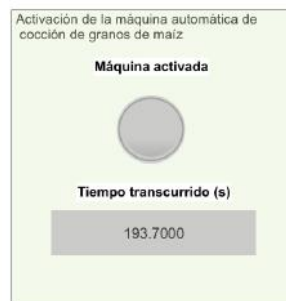 Activación de la máquina automática de
cocción de granos de maíz
Máquina activada
Tiempo transcurrido (s)
193.7000